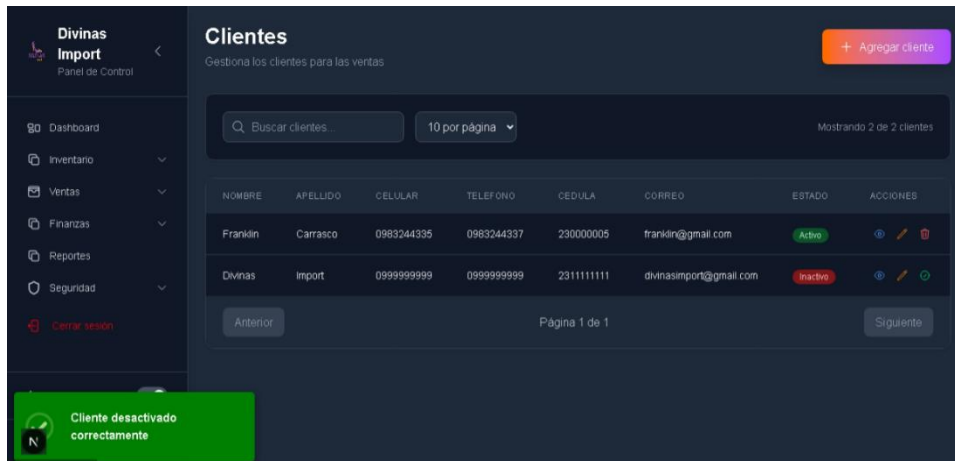 Divinas
Import
Panel de Control
Dashboard
Inventario
Ventas
Finanzas
Reportes
Seguridad
Cerrar sesión
Clientes
Gestiona los clientes para las ventas
+ Agregar cliente
Buscar clientes...
10 por página
Mostrando 2 de 2 clientes
NOMBRE APELLIDO CELULAR TELEFONO CEDULA CORREO ESTADO ACCIONES
Franklin Carrasco 0983244335 0983244337 230000005 franklin@gmail.com Activo
Divinas Import 0999999999 0999999999 2311111111 divinasimport@gmail.com Inactivo
Anterior Página 1 de 1 Siguiente
Cliente desactivado
correctamente
N